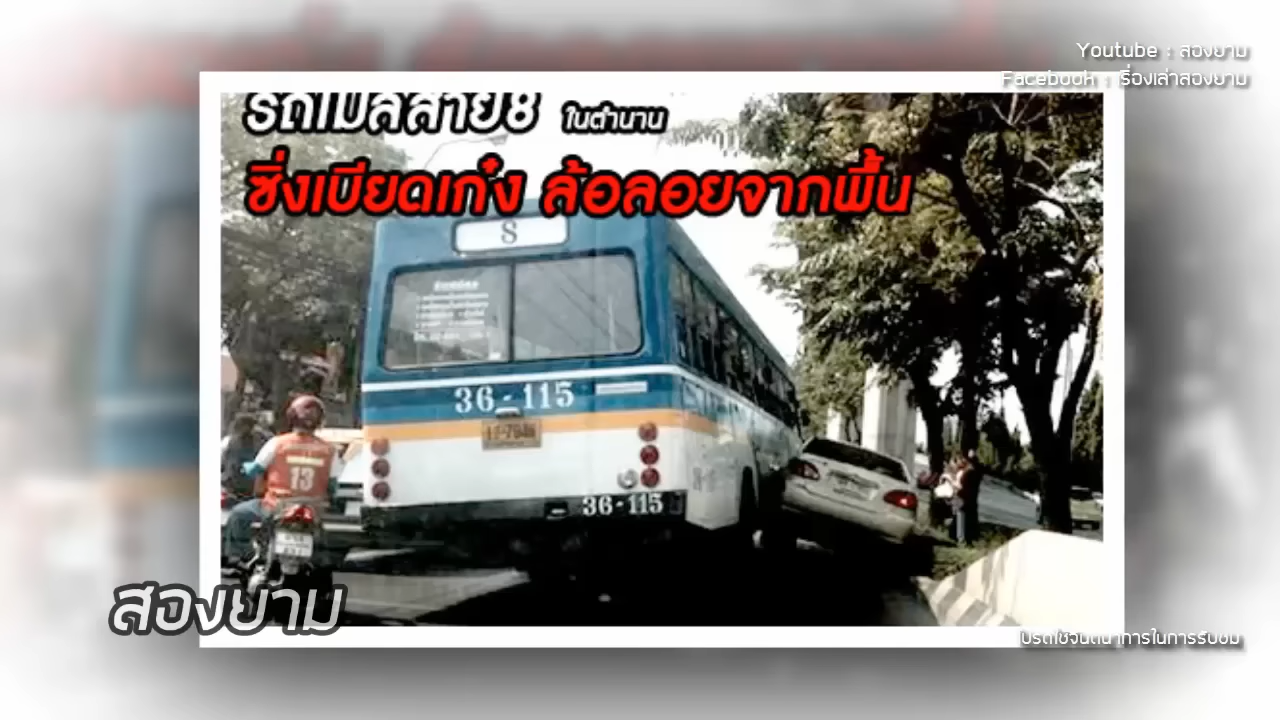 Youtube : สองยาม
Facebook : เรื่องเล่าสองยาม
รถเมล์สาย8 ในตำนาน
ซิ่งเบียดเก๋ง ล้อลอยจากพื้น
8
36-115
13
36-115
สองยาม
โปรดใช้จินตนาการในการรับชม